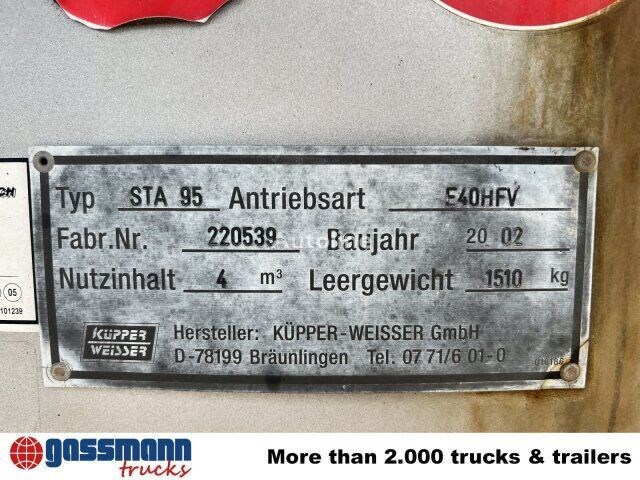 Typ STA 95 Antriebsart E40HFV
Fabr.Nr. 220539 Baujahr 20 02
Nutzinhalt 4 m³ Leergewicht 1510 kg
KÜPPER WEISSER
Hersteller: KÜPPER-WEISSER GmbH
D-78199 Bräunlingen Tel. 07 71/6 01-0
05
101239
gassmann
trucks
More than 2.000 trucks & trailers